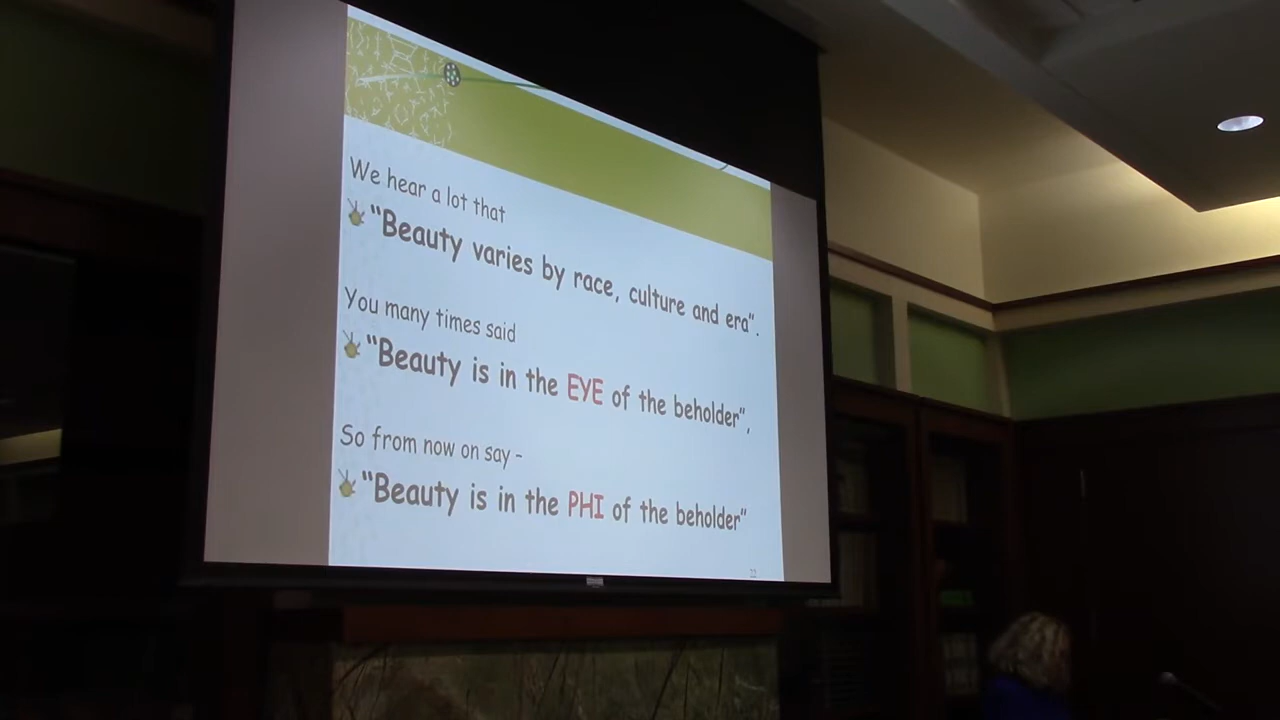 We hear a lot that
“Beauty varies by race, culture and era”.
You many times said
“Beauty is in the EYE of the beholder”,
So from now on say –
“Beauty is in the PHI of the beholder”